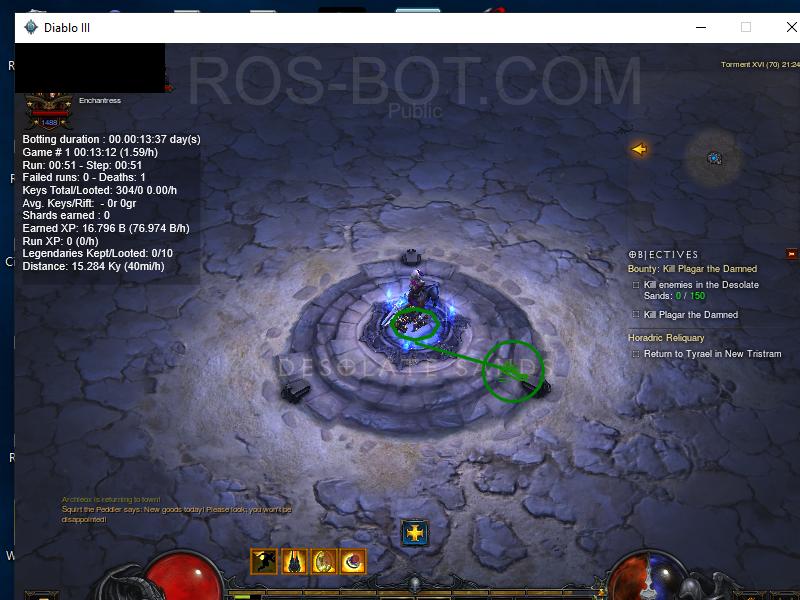 Diablo III
ROS-BOT.COM
Public
Torment XVI (70) 21:24
Enchantress
1488
Botting duration : 00.00:13:37 day(s)
Game # 1 00:13:12 (1.59/h)
Run: 00:51 - Step: 00:51
Failed runs: 0 - Deaths: 1
Keys Total/Looted: 304/0 0.00/h
Avg. Keys/Rift:  - 0r 0gr
Shards earned : 0
Earned XP: 16.796 B (76.974 B/h)
Run XP: 0 (0/h)
Legendaries Kept/Looted: 0/10
Distance: 15.284 Ky (40mi/h)
OBJECTIVES
Bounty: Kill Plagar the Damned
Kill enemies in the Desolate
Sands: 0 / 150
Kill Plagar the Damned
Horadric Reliquary
Return to Tyrael in New Tristram
DESOLATE SANDS
Archleox is returning to town!
Squirt the Peddler says: New goods today! Please look; you won't be
disappointed!